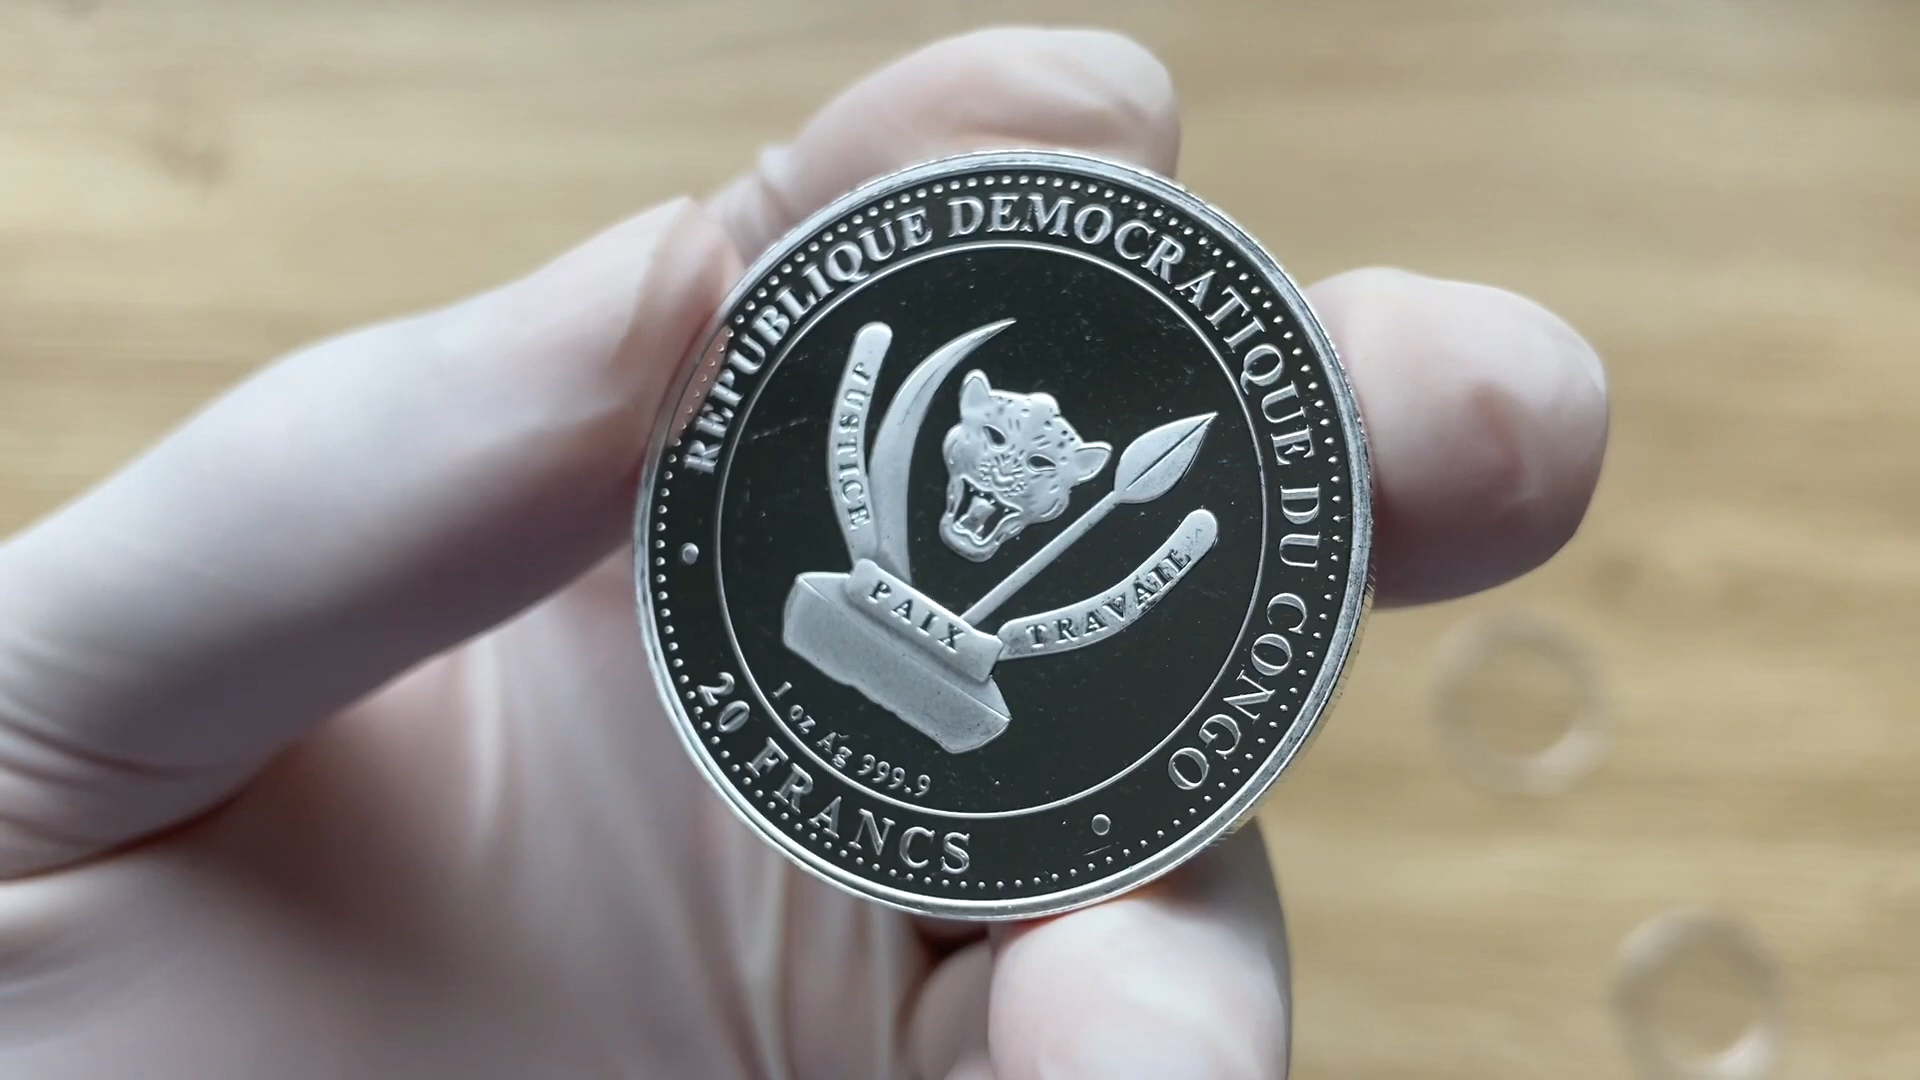 REPUBLIQUE DEMOCRATIQUE DU CONGO
JUSTICE
PAIX
TRAVAIL
1 oz Ag 999.9
20 FRANCS